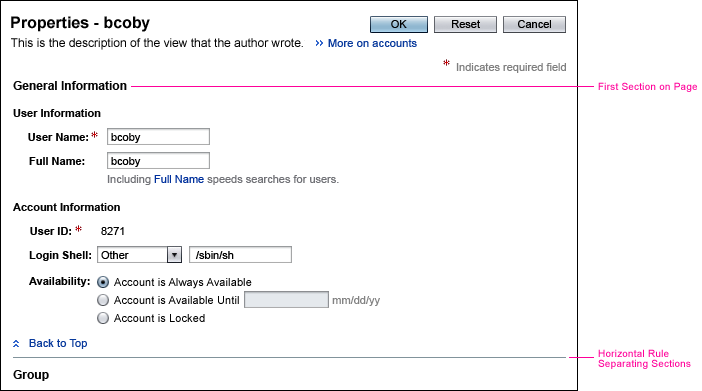 Properties - bcoby
OK Reset Cancel
This is the description of the view that the author wrote. >> More on accounts
* Indicates required field
General Information
First Section on Page
User Information
User Name: * bcoby
Full Name: bcoby
Including Full Name speeds searches for users.
Account Information
User ID: * 8271
Login Shell: Other /sbin/sh
Availability: Account is Always Available
Account is Available Until mm/dd/yy
Account is Locked
Back to Top
Horizontal Rule
Separating Sections
Group